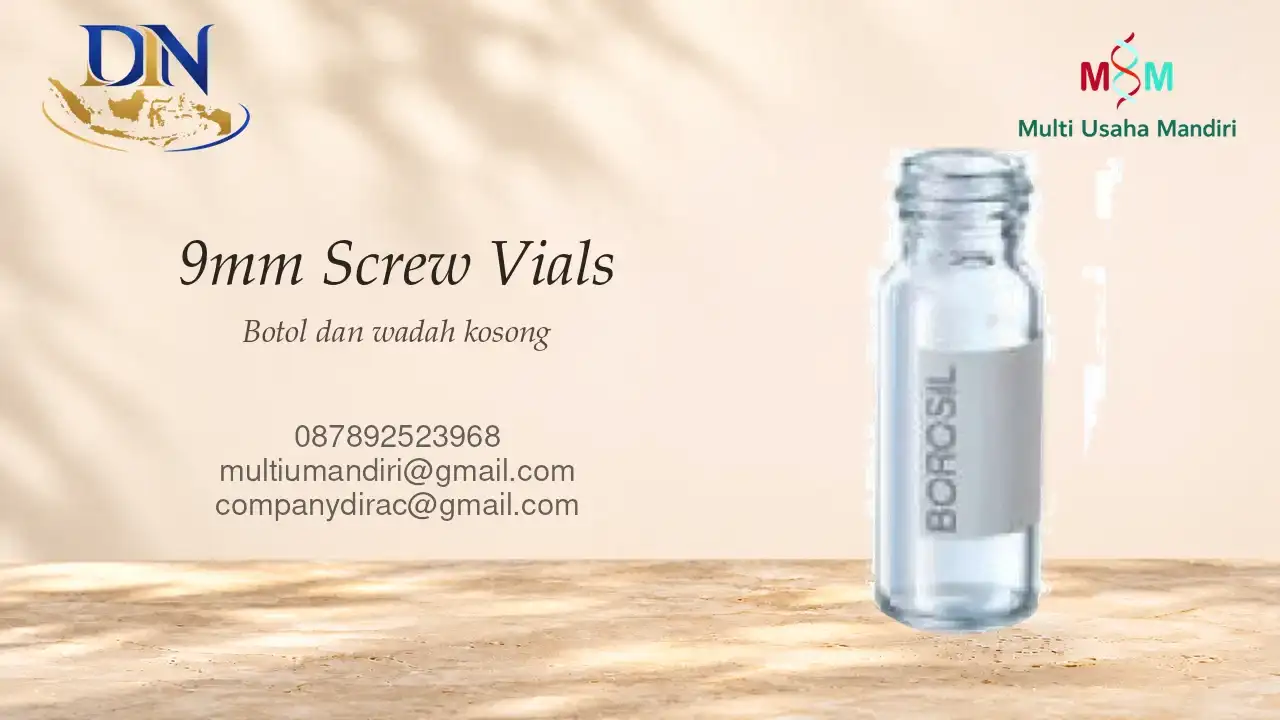 DN
M M
Multi Usaha Mandiri
9mm Screw Vials
Botol dan wadah kosong
087892523968
multiumandiri@gmail.com
companydirac@gmail.com
BOROSIL